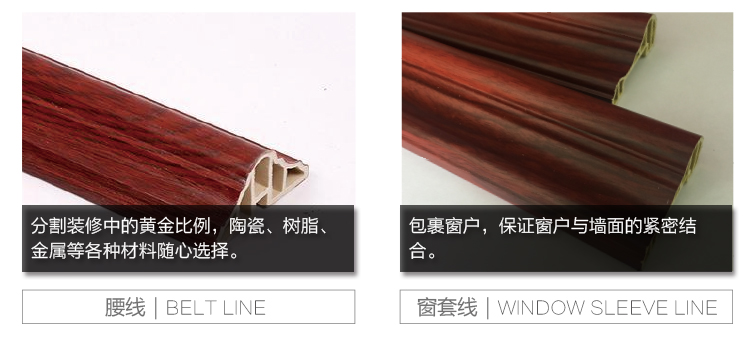 分割装修中的黄金比例，陶瓷、树脂、
金属等各种材料随心选择。
腰线 | BELT LINE
包裹窗户，保证窗户与墙面的紧密结
合。
窗套线 | WINDOW SLEEVE LINE